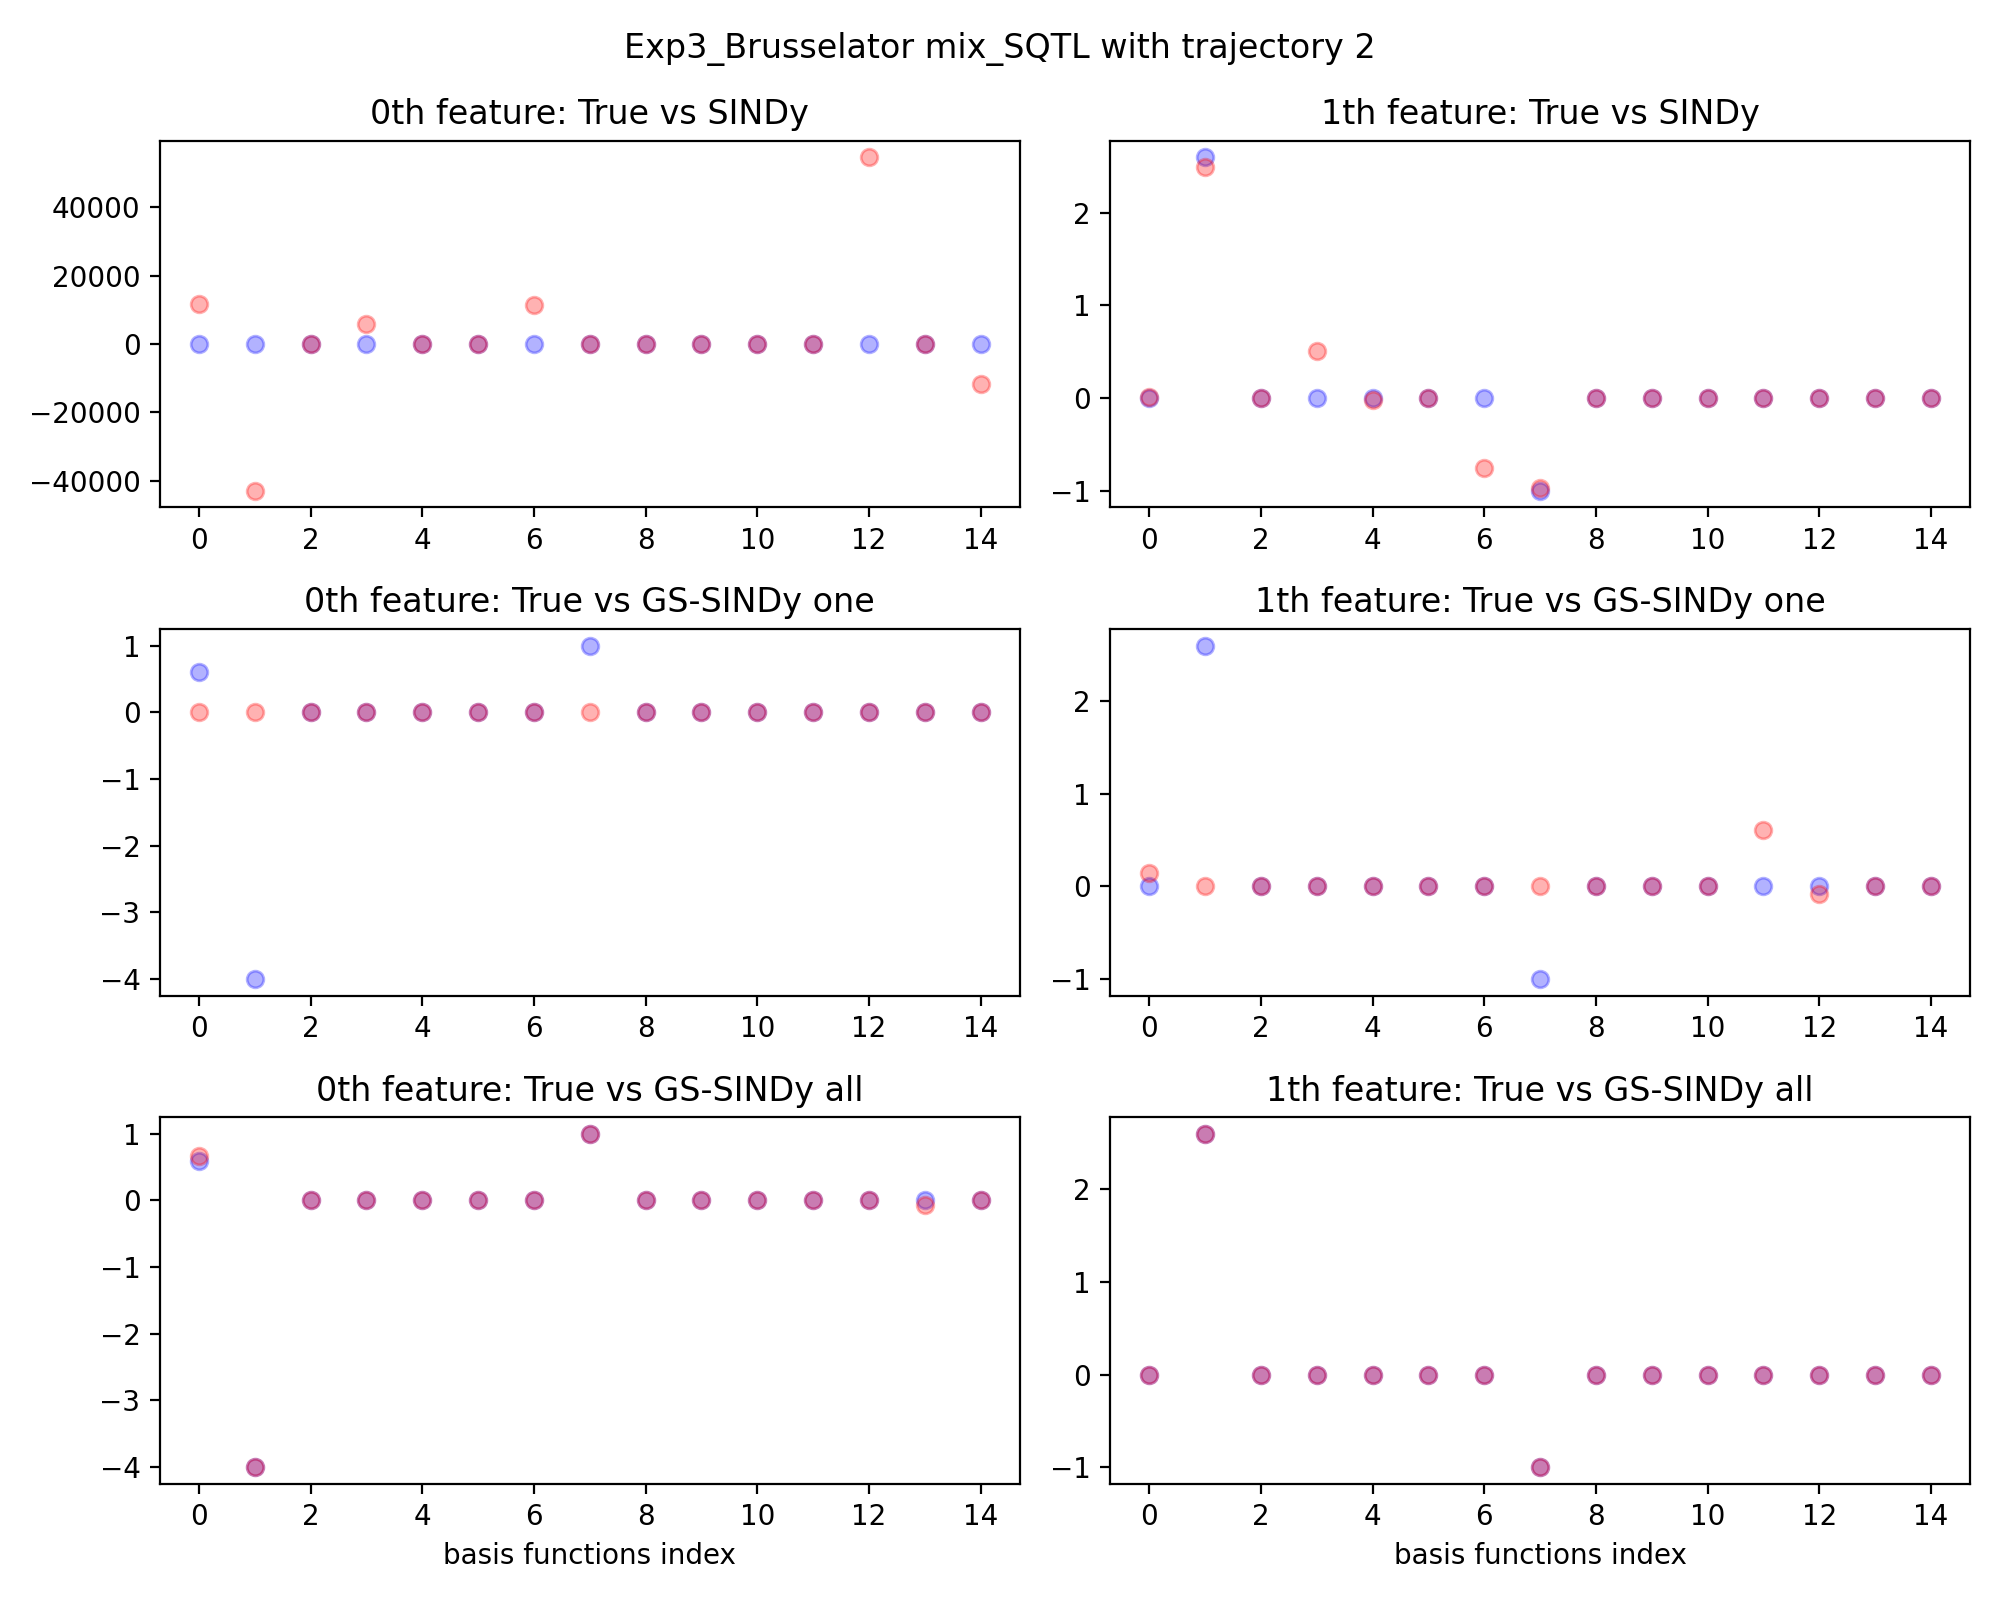 Exp3_Brusselator mix_SQTL with trajectory 2
0th feature: True vs SINDy
40000
20000
0
−20000
−40000
0 2 4 6 8 10 12 14
1th feature: True vs SINDy
2
1
0
−1
0 2 4 6 8 10 12 14
0th feature: True vs GS-SINDy one
1
0
−1
−2
−3
−4
0 2 4 6 8 10 12 14
1th feature: True vs GS-SINDy one
2
1
0
−1
0 2 4 6 8 10 12 14
0th feature: True vs GS-SINDy all
1
0
−1
−2
−3
−4
0 2 4 6 8 10 12 14
basis functions index
1th feature: True vs GS-SINDy all
2
1
0
−1
0 2 4 6 8 10 12 14
basis functions index